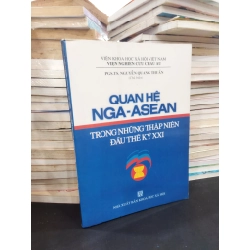 VIỆN KHOA HỌC XÃ HỘI VIỆT NAM
VIỆN NGHIÊN CỨU CHÂU ÂU
PGS.TS. NGUYỄN QUANG THUẤN
QUAN HỆ
NGA-ASEAN
TRONG NHỮNG THẬP NIÊN
ĐẦU THẾ KỶ XXI
NHÀ XUẤT BẢN KHOA HỌC XÃ HỘI